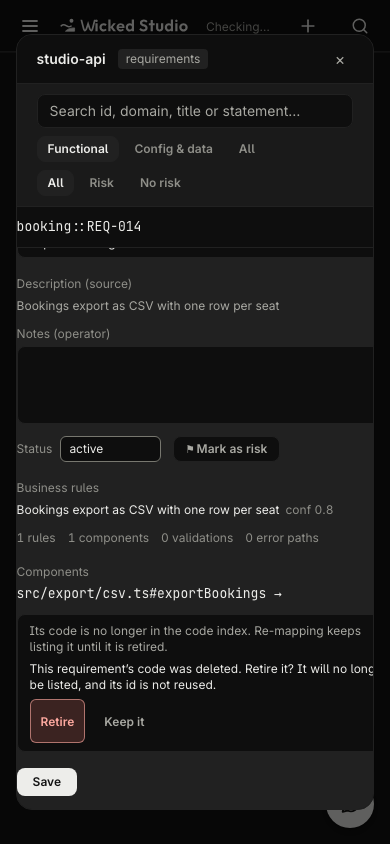 Wicked Studio Checking...
studio-api requirements ×
Search id, domain, title or statement...
Functional Config & data All
All Risk No risk
booking::REQ-014
Description (source)
Bookings export as CSV with one row per seat
Notes (operator)
Status active Mark as risk
Business rules
Bookings export as CSV with one row per seat conf 0.8
1 rules 1 components 0 validations 0 error paths
Components
src/export/csv.ts#exportBookings →
Its code is no longer in the code index. Re-mapping keeps
listing it until it is retired.
This requirement's code was deleted. Retire it? It will no long
be listed, and its id is not reused.
Retire Keep it
Save